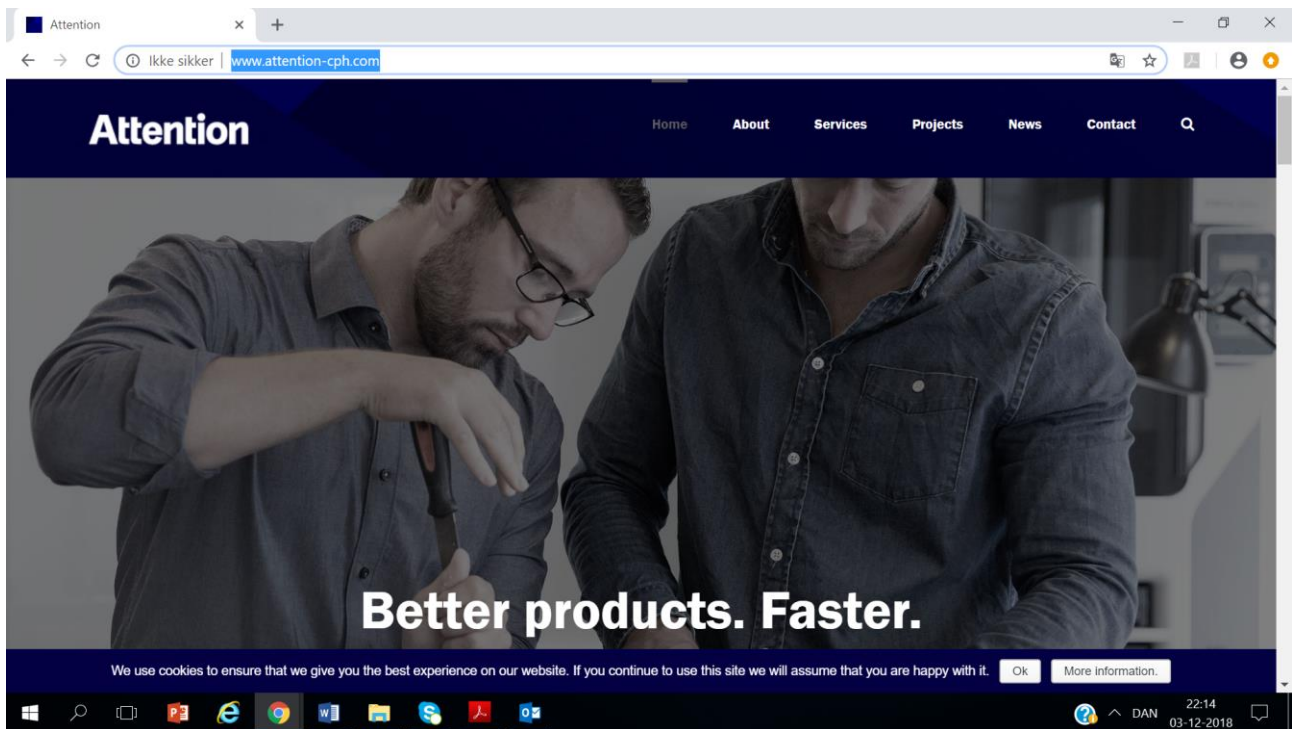 Attention
Ikke sikker | www.attention-cph.com
Attention
Home About Services Projects News Contact
Better products. Faster.
We use cookies to ensure that we give you the best experience on our website. If you continue to use this site we will assume that you are happy with it. Ok More information.
DAN 22:14
03-12-2018